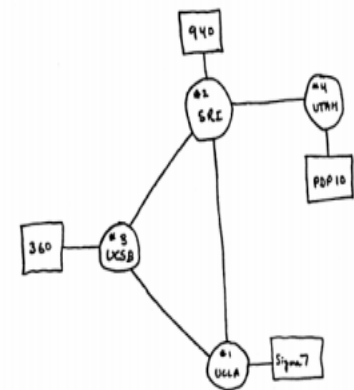 940
#2
SRI
#4
UTAH
PDP10
360
#3
UCSB
#1
UCLA
Sigma7